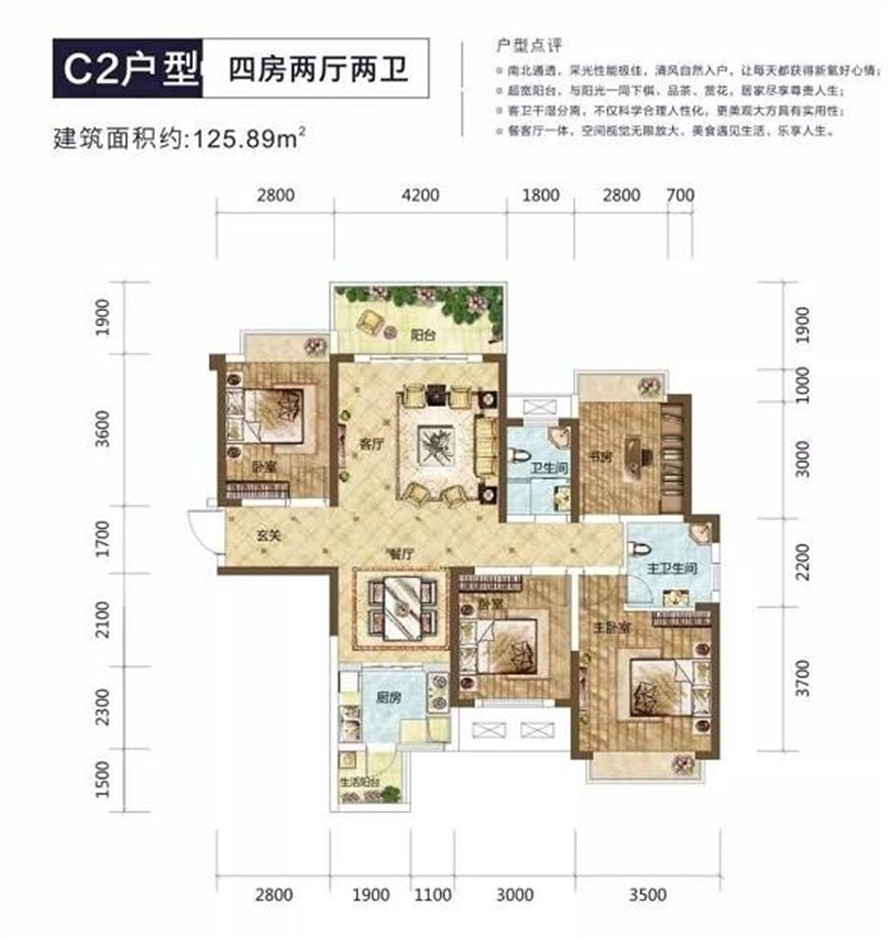 C2户型
四房两厅两卫
建筑面积约:125.89m²
户型点评
南北通透，采光性能极佳，清风自然入户，让每天都获得新氧好心情；
超宽阳台，与阳光一同下棋、品茶、赏花，居家尽享尊贵人生；
客卫干湿分离，不仅科学合理人性化，更美观大方具有实用性；
餐客厅一体，空间视觉无限放大，美食遇见生活，乐享人生。
2800 4200 1800 2800 700
1900
3600
1700
2100
2300
1500
1900
1000
3000
2200
3700
阳台
客厅
卧室
卫生间
书房
玄关
餐厅
主卫生间
卧室
主卧室
厨房
生活阳台
2800 1900 1100 3000 3500